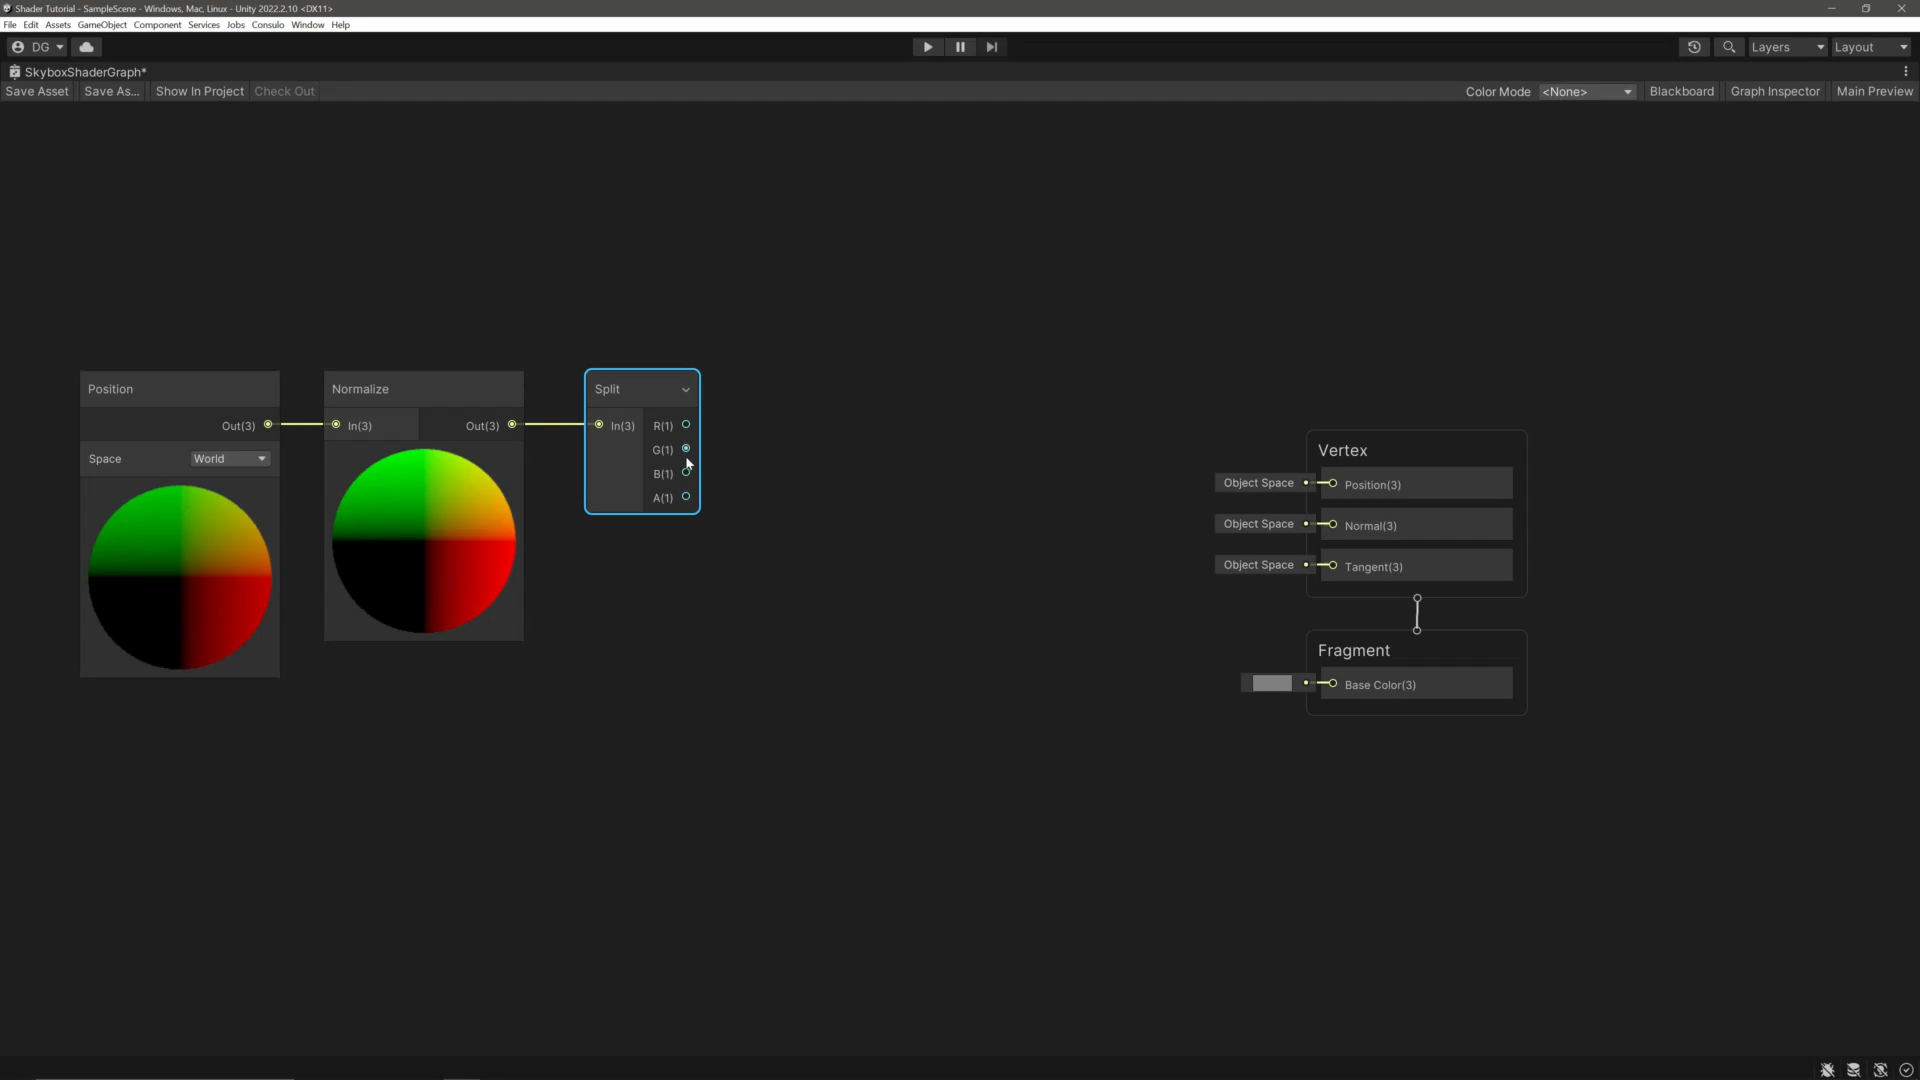 Shader Tutorial - SampleScene - Windows, Mac, Linux - Unity 2022.2.10 <DX11>
File Edit Assets GameObject Component Services Jobs Consulo Window Help
DG Layers Layout
SkyboxShaderGraph*
Save Asset Save As... Show In Project Check Out Color Mode <None> Blackboard Graph Inspector Main Preview
Position
Out(3)
Space World
Normalize
In(3) Out(3)
Split
In(3) R(1)
G(1)
B(1)
A(1)
Vertex
Object Space Position(3)
Object Space Normal(3)
Object Space Tangent(3)
Fragment
Base Color(3)